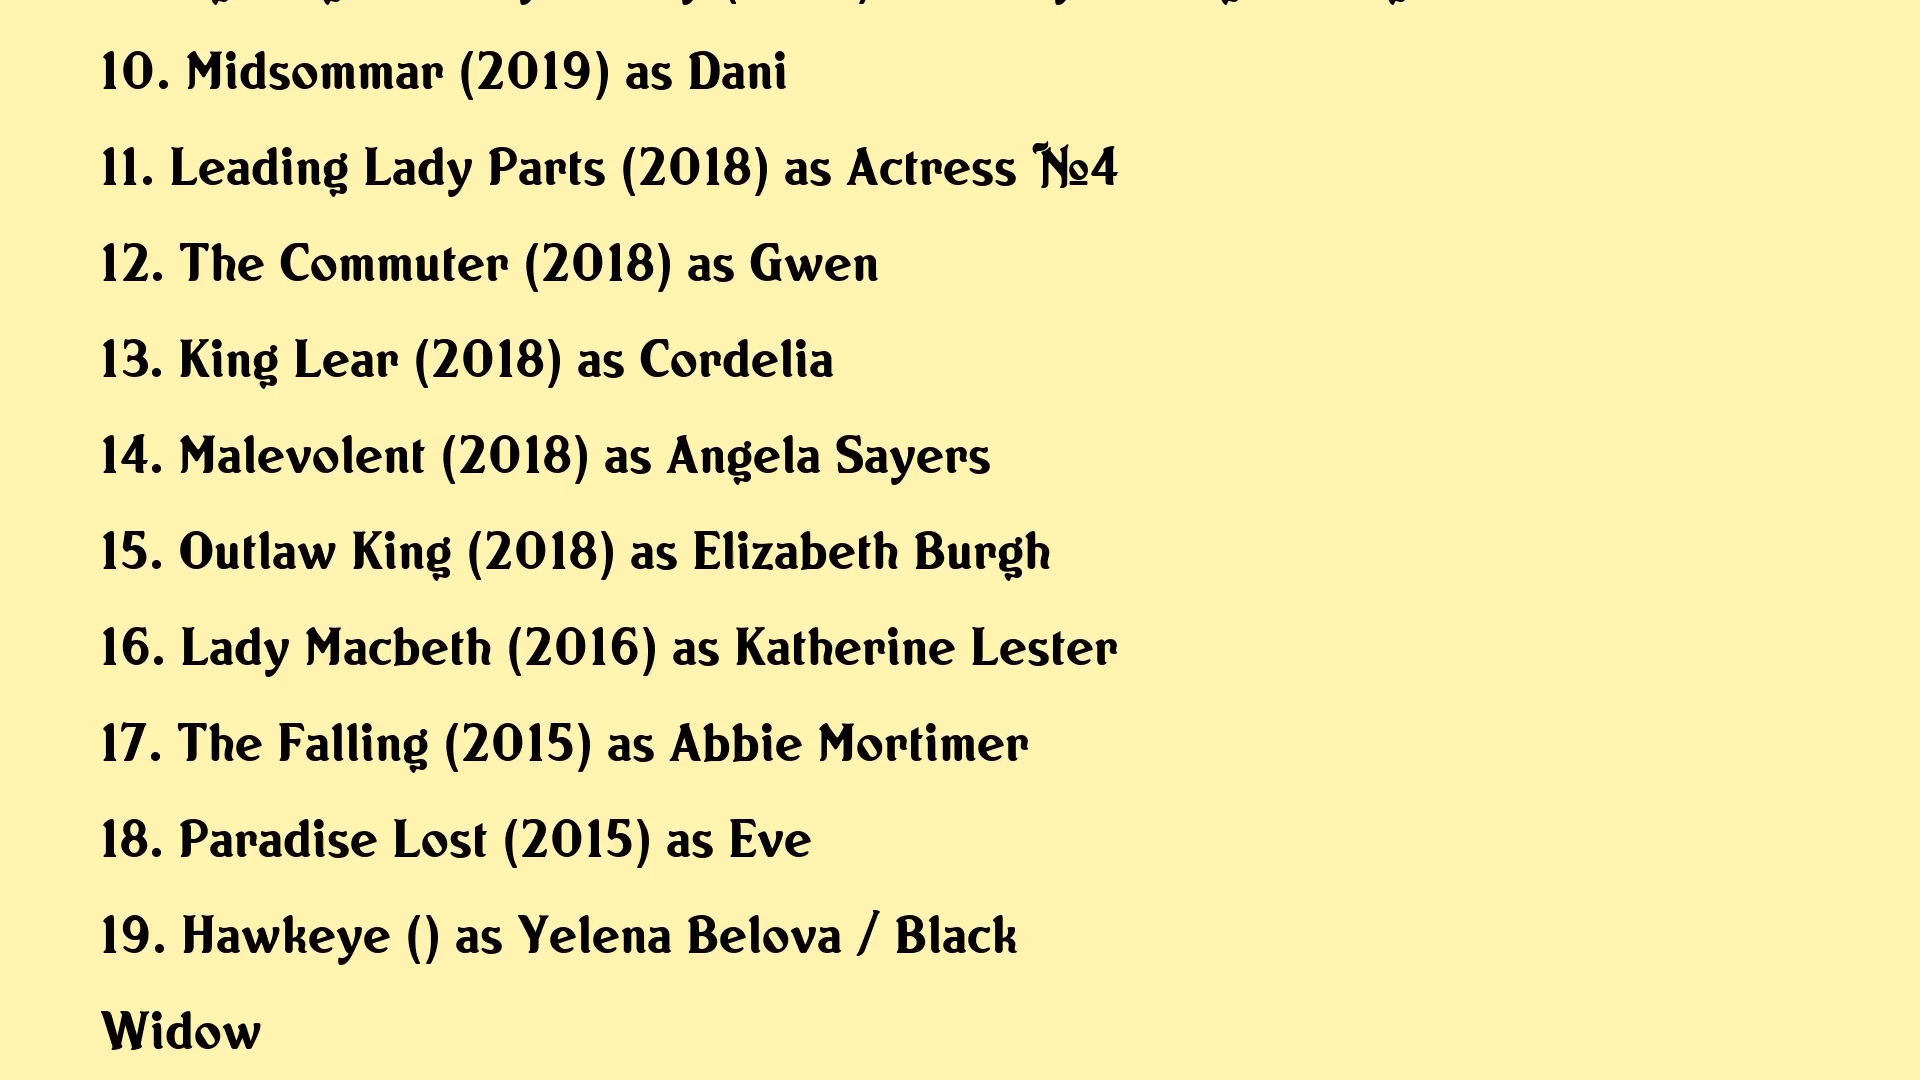 10. Midsommar (2019) as Dani
11. Leading Lady Parts (2018) as Actress №4
12. The Commuter (2018) as Gwen
13. King Lear (2018) as Cordelia
14. Malevolent (2018) as Angela Sayers
15. Outlaw King (2018) as Elizabeth Burgh
16. Lady Macbeth (2016) as Katherine Lester
17. The Falling (2015) as Abbie Mortimer
18. Paradise Lost (2015) as Eve
19. Hawkeye () as Yelena Belova / Black
Widow